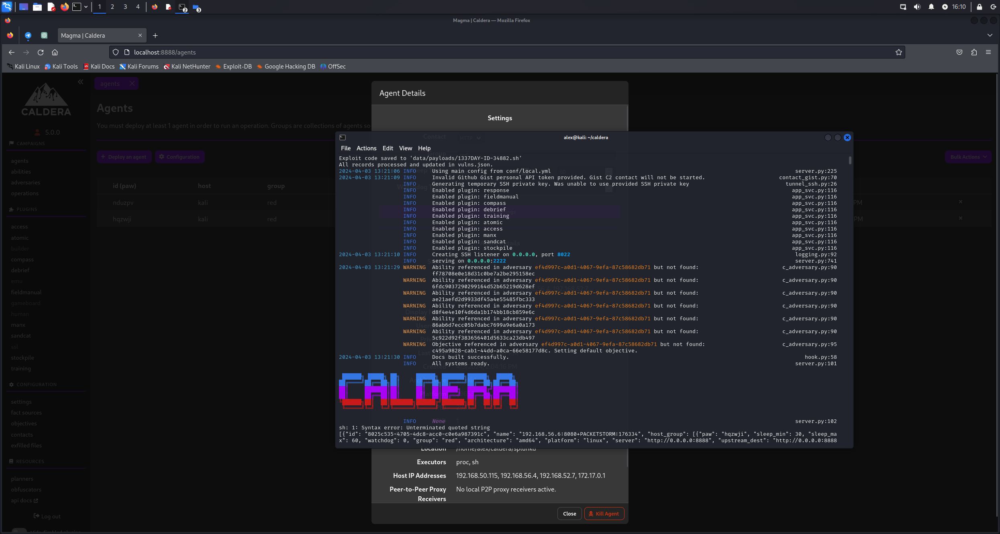 1 2 3 4 2 3 16:10
Magma | Caldera — Mozilla Firefox
Magma | Caldera
localhost:8888/agents
Kali Linux Kali Tools Kali Docs Kali Forums Kali NetHunter Exploit-DB Google Hacking DB OffSec
agents
CALDERA
5.0.0
CAMPAIGNS
agents
abilities
adversaries
operations
PLUGINS
access
atomic
builder
compass
debrief
emu
fieldmanual
gameboard
human
manx
sandcat
ssl
stockpile
training
CONFIGURATION
settings
fact sources
objectives
contacts
exfilled files
RESOURCES
planners
obfuscators
api docs
Log out
Agents
You must deploy at least 1 agent in order to run an operation. Groups are collections of agents so
Deploy an agent Configuration Bulk Actions
id (paw) host group
nduzpv kali red PM
hqzwji kali red PM
Agent Details
Settings
Contact HTTP
alex@kali: ~/caldera
File Actions Edit View Help
Exploit code saved to 'data/payloads/1337DAY-ID-34882.sh'
All records processed and updated in vulns.json.
2024-04-03 13:21:06 INFO Using main config from conf/local.yml server.py:225
2024-04-03 13:21:09 INFO Invalid Github Gist personal API token provided. Gist C2 contact will not be started. contact_gist.py:70
INFO Generating temporary SSH private key. Was unable to use provided SSH private key tunnel_ssh.py:26
INFO Enabled plugin: response app_svc.py:116
INFO Enabled plugin: fieldmanual app_svc.py:116
INFO Enabled plugin: compass app_svc.py:116
INFO Enabled plugin: debrief app_svc.py:116
INFO Enabled plugin: training app_svc.py:116
INFO Enabled plugin: atomic app_svc.py:116
INFO Enabled plugin: access app_svc.py:116
INFO Enabled plugin: manx app_svc.py:116
INFO Enabled plugin: sandcat app_svc.py:116
INFO Enabled plugin: stockpile app_svc.py:116
2024-04-03 13:21:10 INFO Creating SSH listener on 0.0.0.0, port 8022 logging.py:92
INFO serving on 0.0.0.0:2222 server.py:741
2024-04-03 13:21:29 WARNING Ability referenced in adversary ef4d997c-a0d1-4067-9efa-87c58682db71 but not found: c_adversary.py:90
ff78708e0e18d31c0be7a2be295158ec
WARNING Ability referenced in adversary ef4d997c-a0d1-4067-9efa-87c58682db71 but not found: c_adversary.py:90
6fdc9037290299164d52b65219d628ef
WARNING Ability referenced in adversary ef4d997c-a0d1-4067-9efa-87c58682db71 but not found: c_adversary.py:90
ae21aefd2d9933df45a4e55485fbc333
WARNING Ability referenced in adversary ef4d997c-a0d1-4067-9efa-87c58682db71 but not found: c_adversary.py:90
d8f4e4e10f4d6da1b174bb18cb859e6c
WARNING Ability referenced in adversary ef4d997c-a0d1-4067-9efa-87c58682db71 but not found: c_adversary.py:90
86ab6d7ecc05b7dabc7699a9e6a0a173
WARNING Ability referenced in adversary ef4d997c-a0d1-4067-9efa-87c58682db71 but not found: c_adversary.py:90
5c922d92f383656401d5633ca23db497
WARNING Objective referenced in adversary ef4d997c-a0d1-4067-9efa-87c58682db71 but not found: c_adversary.py:95
c495a9828-cab1-44dd-a0ca-66e58177d8c. Setting default objective.
2024-04-03 13:21:30 INFO Docs built successfully. hook.py:58
INFO All systems ready. server.py:101
CALDERA
INFO None server.py:102
sh: 1: Syntax error: Unterminated quoted string
[{"id": "8025c535-4705-4dc8-acc0-c0e6a987391c", "name": "192.168.56.6:8080+PACKETSTORM:176334", "host_group": [{"paw": "hqzwji", "sleep_min": 30, "sleep_ma
x": 60, "watchdog": 0, "group": "red", "architecture": "amd64", "platform": "linux", "server": "http://0.0.0.0:8888", "upstream_dest": "http://0.0.0.0:8888
Location /home/alex/caldera/splunkd
Executors proc, sh
Host IP Addresses 192.168.50.115, 192.168.56.4, 192.168.52.7, 172.17.0.1
Peer-to-Peer Proxy Receivers No local P2P proxy receivers active.
Close Kill Agent